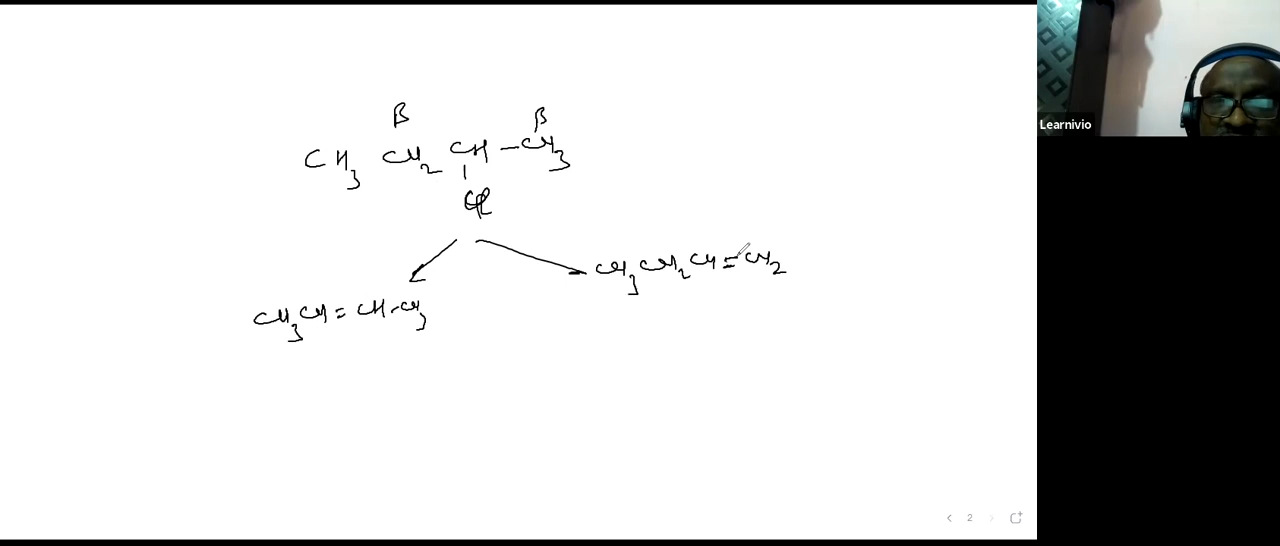 β β
CH3 CH2 CH-CH3
Cl
CH3CH2CH=CH2
CH3CH=CH-CH3
Learnivio
2